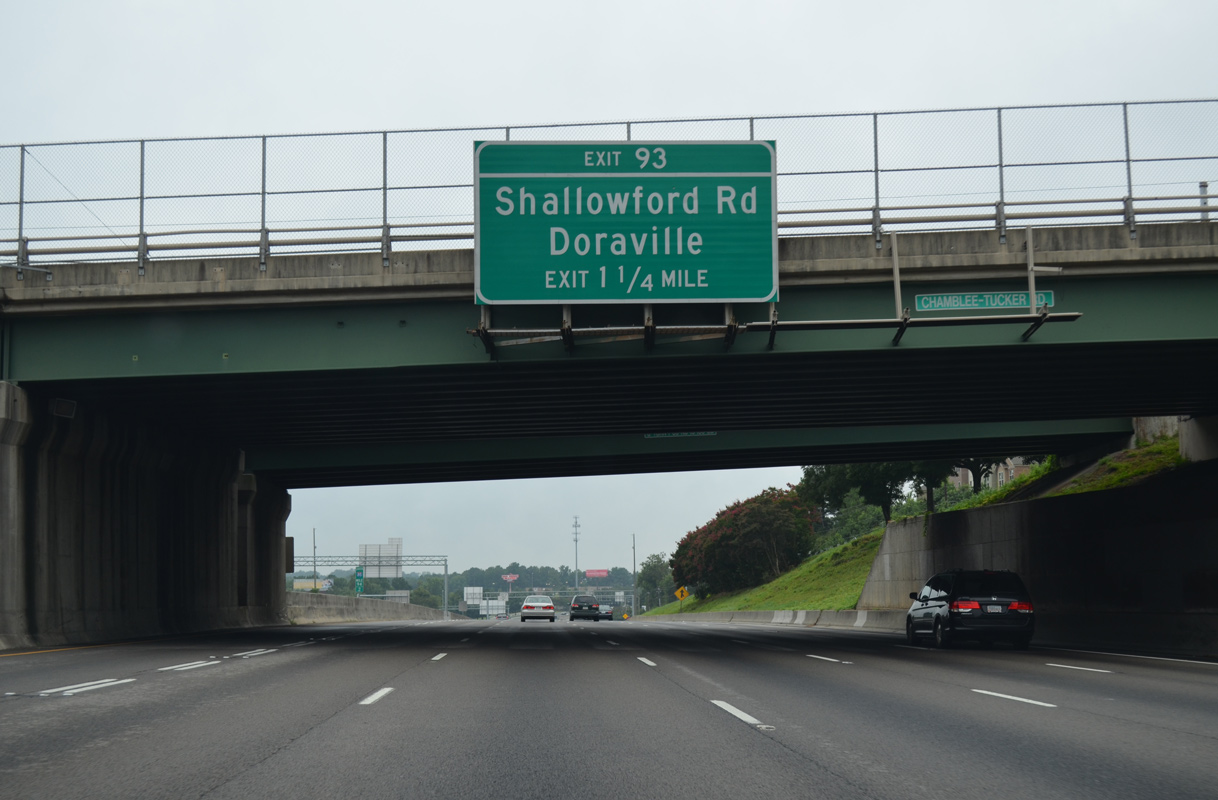 EXIT 93
Shallowford Rd
Doraville
EXIT 1 1/4 MILE
CHAMBLEE-TUCKER RD